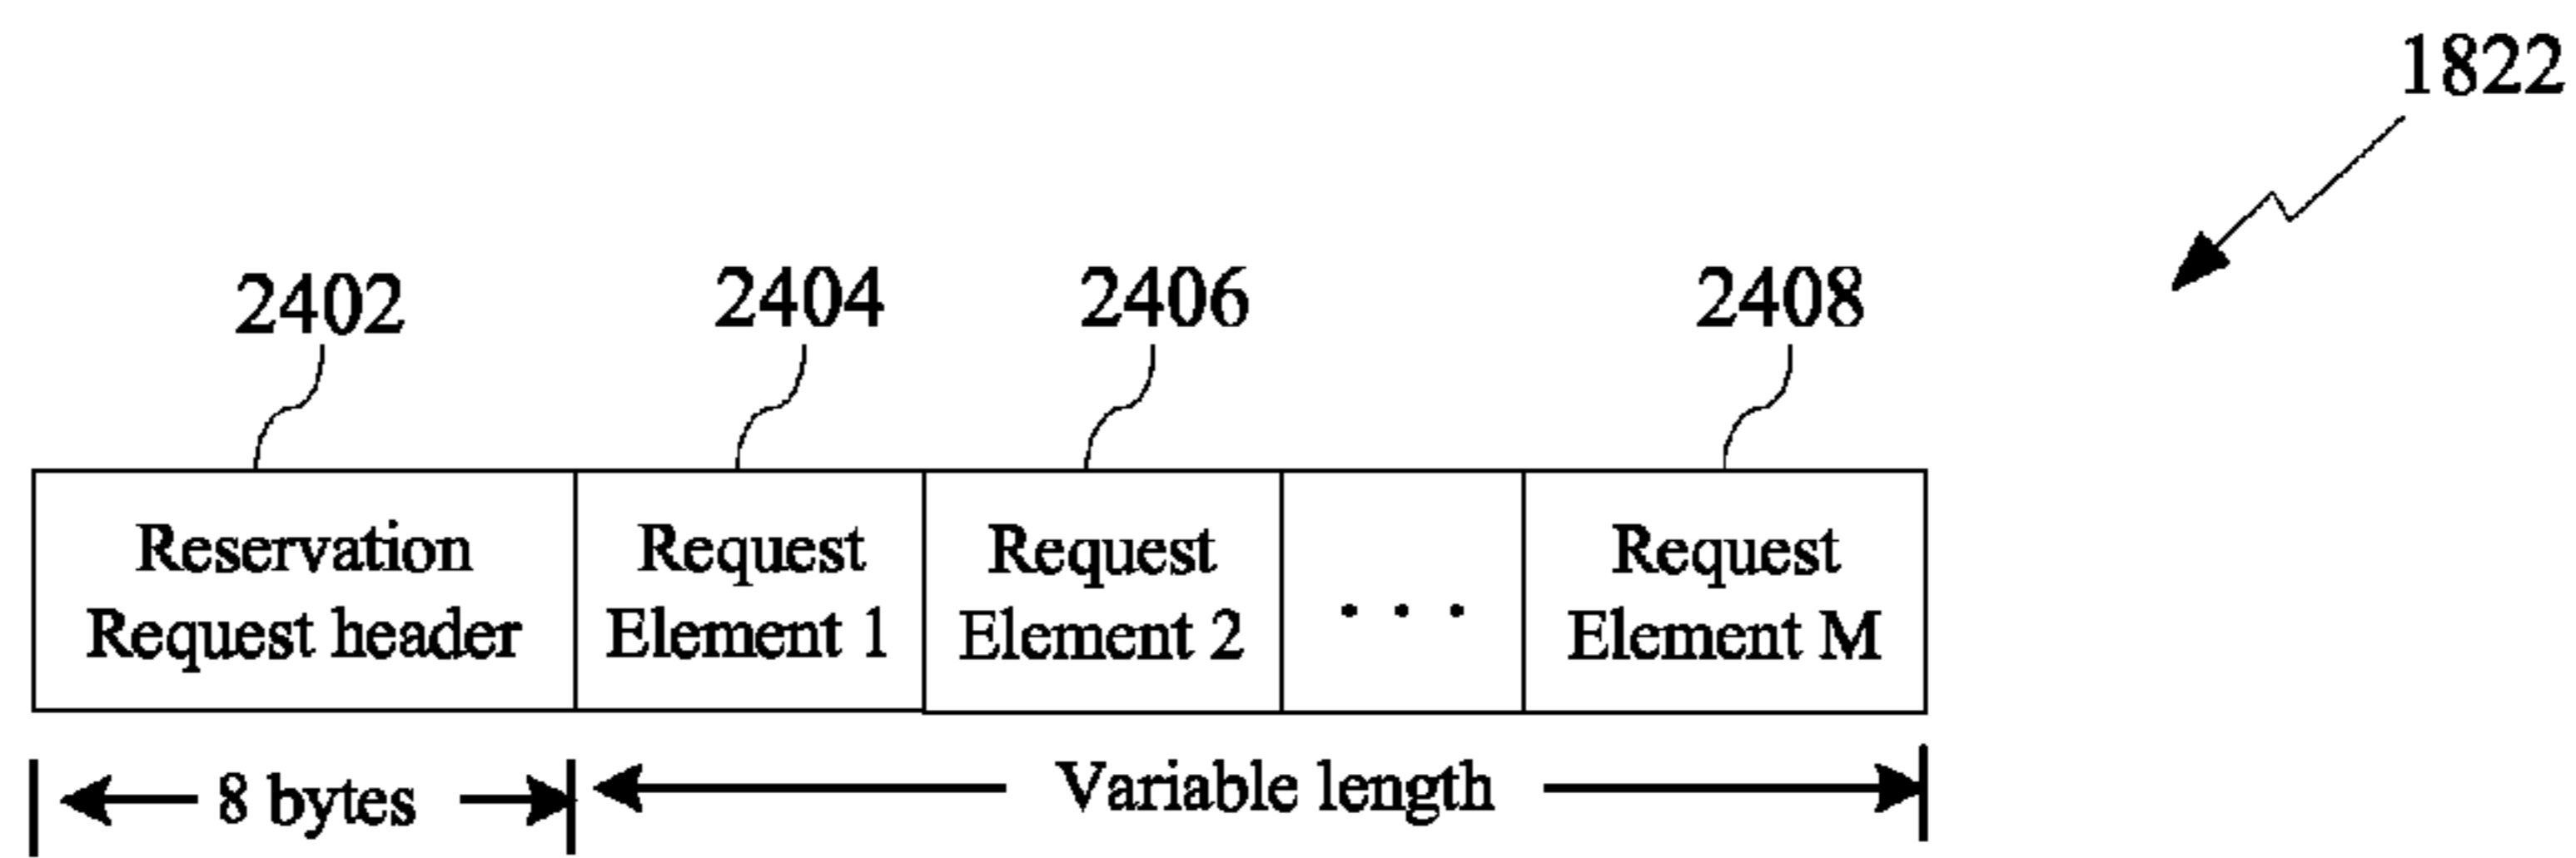 1822
2402
2404
2406
2408
Reservation
Request header
Request
Element 1
Request
Element 2
. . .
Request
Element M
8 bytes
Variable length